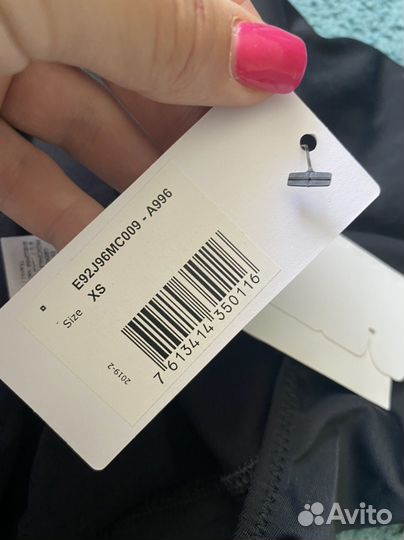 E92J96MC009 - A996
Size XS
2019-2
7 613414 350116
Avito